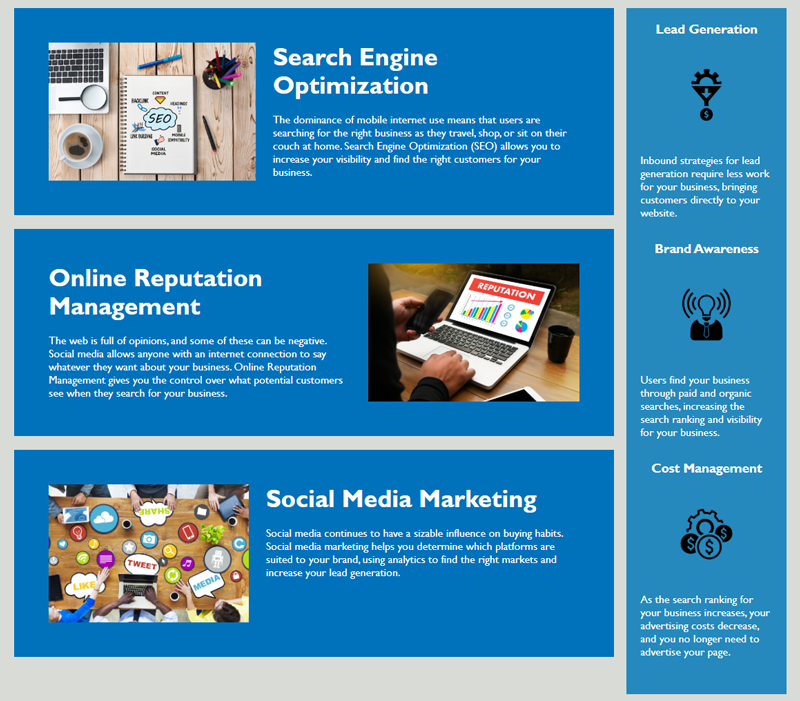 CONTENT
BACKLINK
HEADINGS
SEO
LINK BUILDING
MOBILE
COMPATIBILITY
SOCIAL
MEDIA
Search Engine
Optimization
The dominance of mobile internet use means that users are
searching for the right business as they travel, shop, or sit on their
couch at home. Search Engine Optimization (SEO) allows you to
increase your visibility and find the right customers for your
business.
Online Reputation
Management
The web is full of opinions, and some of these can be negative.
Social media allows anyone with an internet connection to say
whatever they want about your business. Online Reputation
Management gives you the control over what potential customers
see when they search for your business.
REPUTATION
SHARE
TWEET
LIKE
MEDIA
Social Media Marketing
Social media continues to have a sizable influence on buying habits.
Social media marketing helps you determine which platforms are
suited to your brand, using analytics to find the right markets and
increase your lead generation.
Lead Generation
$
Inbound strategies for lead
generation require less work
for your business, bringing
customers directly to your
website.
Brand Awareness
Users find your business
through paid and organic
searches, increasing the
search ranking and visibility
for your business.
Cost Management
$ $ $
As the search ranking for
your business increases, your
advertising costs decrease,
and you no longer need to
advertise your page.